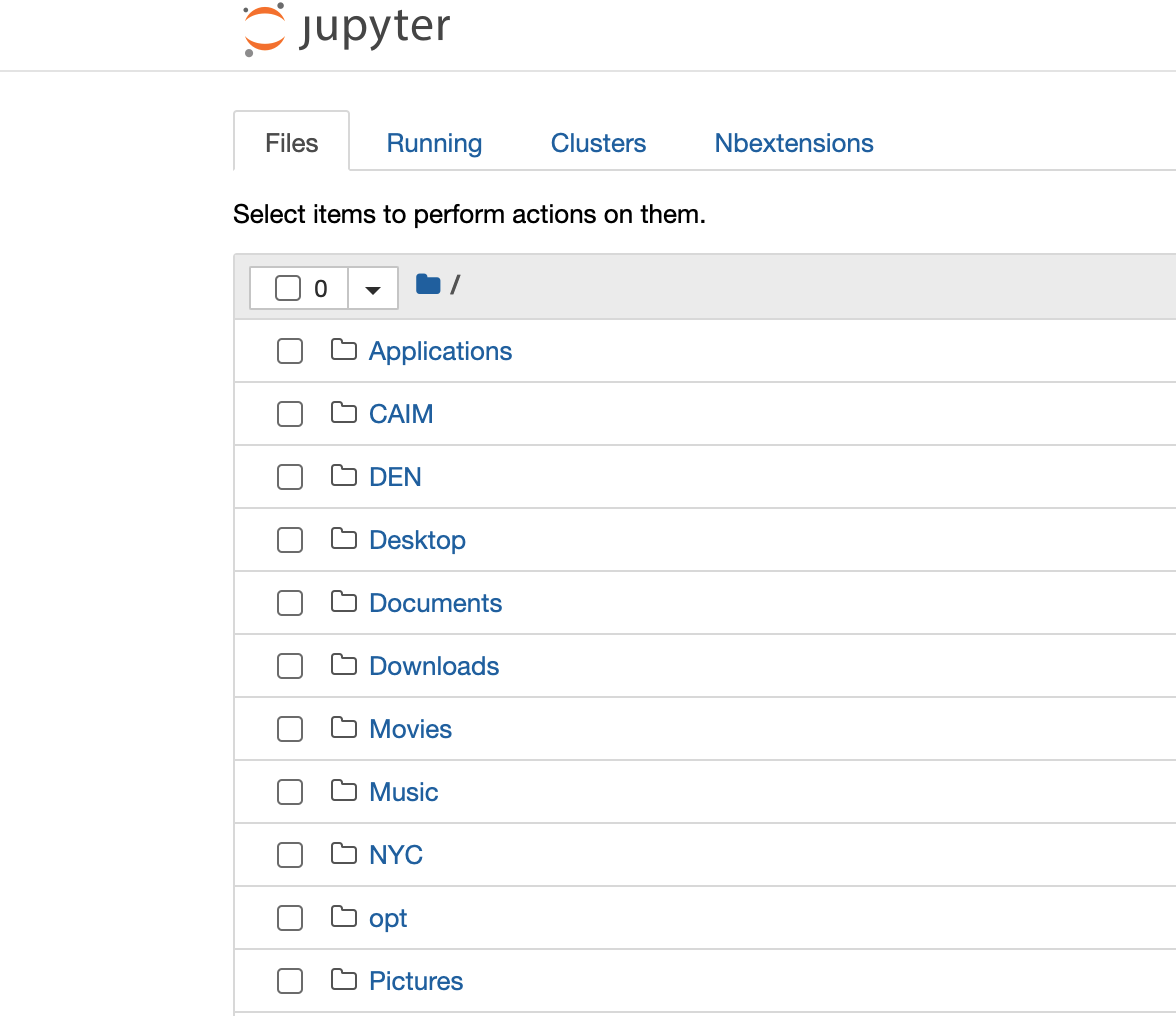 jupyter
Files Running Clusters Nbextensions
Select items to perform actions on them.
0 /
Applications
CAIM
DEN
Desktop
Documents
Downloads
Movies
Music
NYC
opt
Pictures